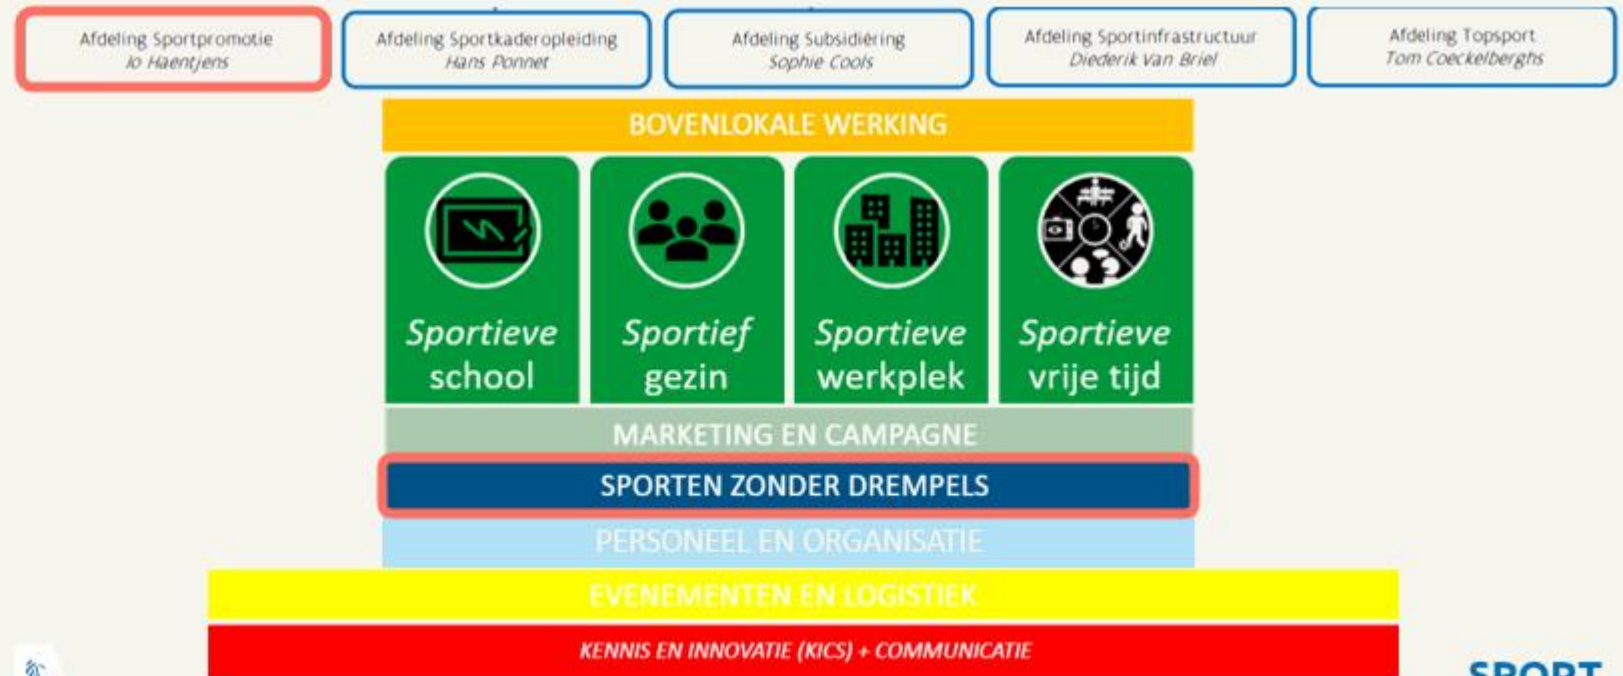 Afdeling Sportpromotie
Jo Haentjens
Afdeling Sportkaderopleiding
Hans Ponnet
Afdeling Subsidiëring
Sophie Cools
Afdeling Sportinfrastructuur
Diederik Van Briel
Afdeling Topsport
Tom Coeckelberghs
BOVENLOKALE WERKING
Sportieve
school
Sportief
gezin
Sportieve
werkplek
Sportieve
vrije tijd
MARKETING EN CAMPAGNE
SPORTEN ZONDER DREMPELS
PERSONEEL EN ORGANISATIE
EVENEMENTEN EN LOGISTIEK
KENNIS EN INNOVATIE (KICS) + COMMUNICATIE
SPORT